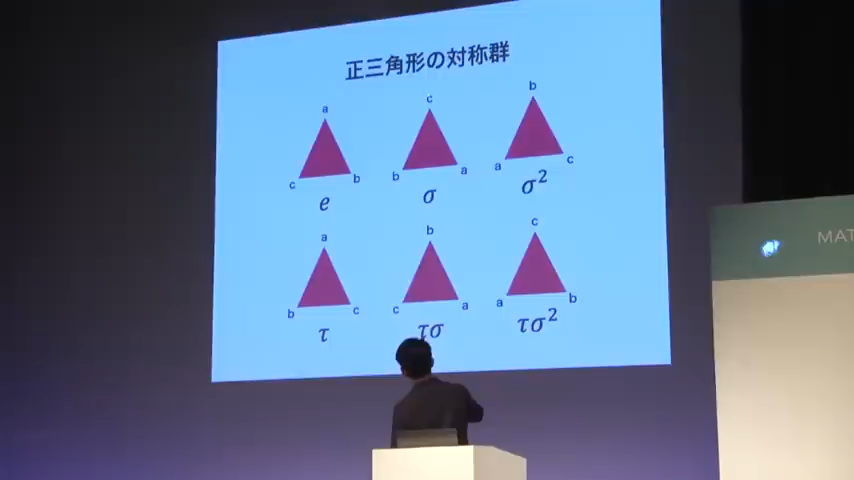 正三角形の対称群
a c b
c b b a a c
e σ σ²
a b c
b c c a a b
τ τσ τσ²
MAT